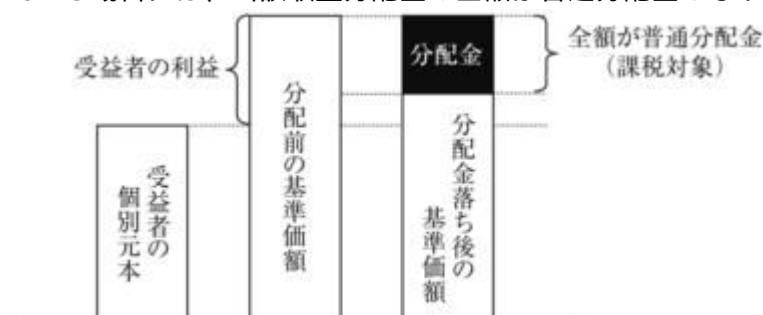 受益者の利益
分配前の基準価額
分配金
全額が普通分配金
（課税対象）
受益者の
個別元本
分配金落ち後の
基準価額